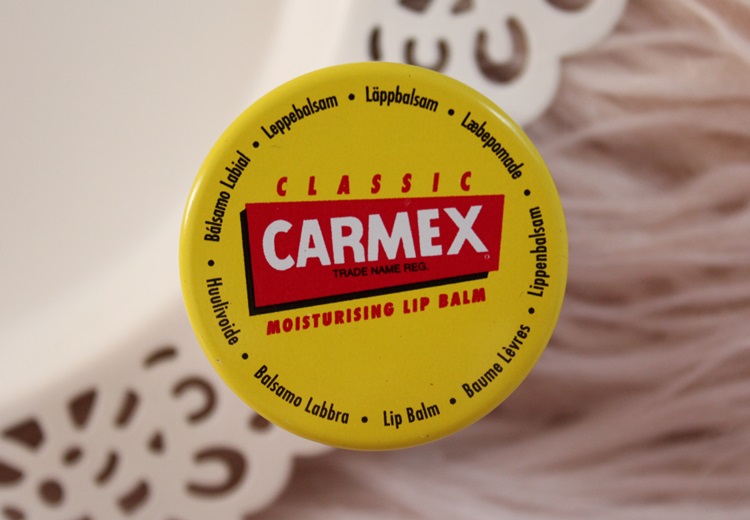 CLASSIC
CARMEX
TRADE NAME REG.
MOISTURISING LIP BALM
Leppebalsam • Läppbalsam • Læbepomade • Lippenbalsam • Baume Lèvres • Lip Balm • Balsamo Labbra • Huulivoide • Bálsamo Labial •